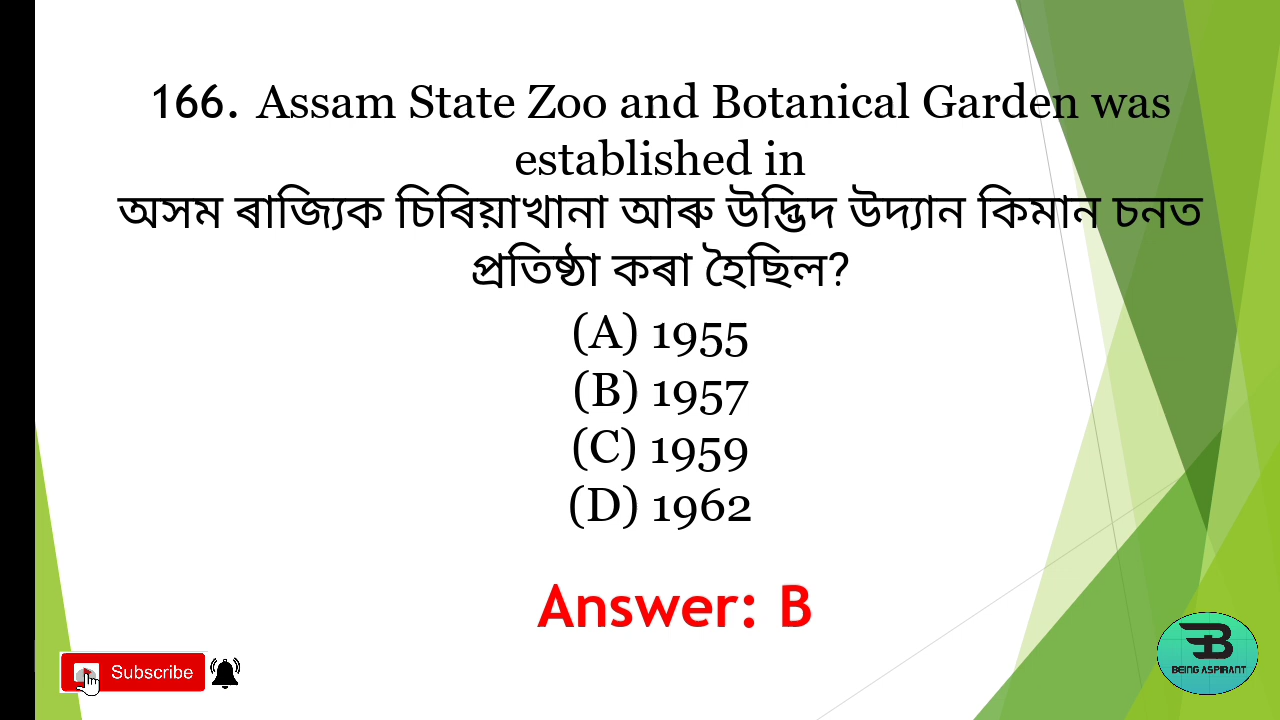 166. Assam State Zoo and Botanical Garden was
established in
অসম ৰাজ্যিক চিৰিয়াখানা আৰু উদ্ভিদ উদ্যান কিমান চনত
প্ৰতিষ্ঠা কৰা হৈছিল?
(A) 1955
(B) 1957
(C) 1959
(D) 1962
Answer: B
Subscribe
BEING ASPIRANT